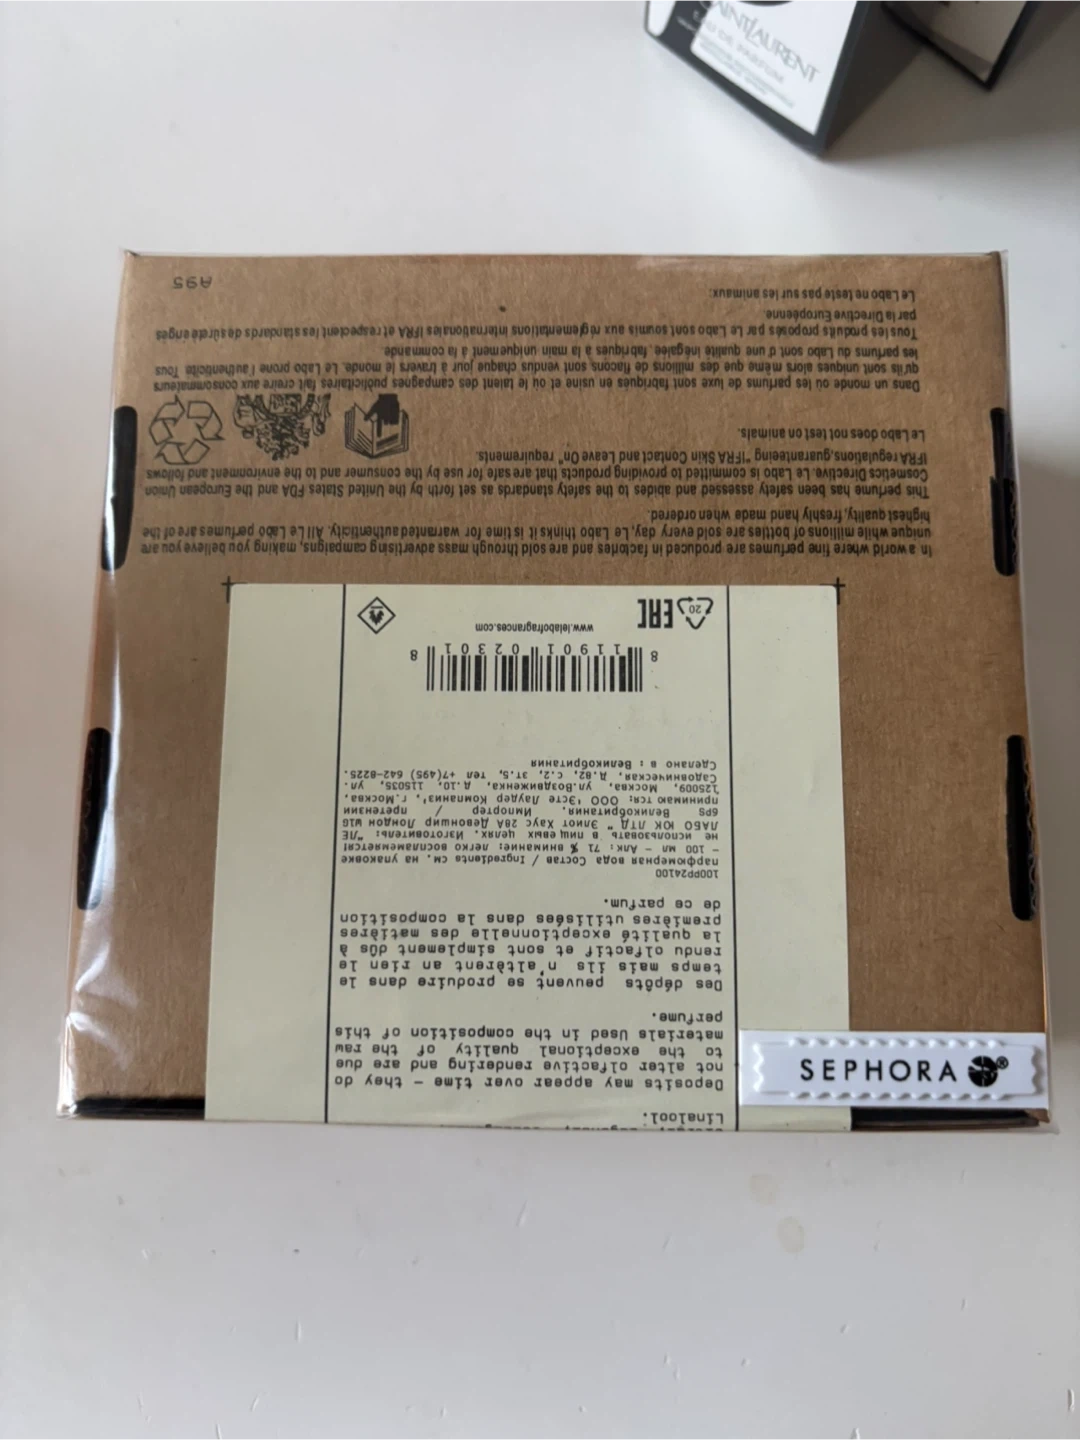 SAINT LAURENT
EAU DE PARFUM
A95
In a world where fine perfumes are produced in factories and are sold through mass advertising campaigns, making you believe you are
unique while millions of bottles are sold every day, Le Labo thinks it is time for warranted authenticity. All Le Labo perfumes are of the
highest quality, freshly hand made when ordered.
This perfume has been safety assessed and abides to the safety standards as set forth by the United States FDA and the European Union
Cosmetics Directive. Le Labo is committed to providing products that are safe for use by the consumer and to the environment and follows
IFRA regulations, guaranteeing "IFRA Skin Contact and Leave On" requirements.
Le Labo does not test on animals.
Dans un monde où les parfums de luxe sont fabriqués en usine et où le talent des campagnes publicitaires fait croire aux consommateurs
qu'ils sont uniques alors même que des millions de flacons sont vendus chaque jour à travers le monde, Le Labo prone l'authenticité. Tous
les parfums du Labo sont d'une qualité inégalée, fabriqués à la main uniquement à la commande.
Tous les produits proposés par Le Labo sont soumis aux réglementations internationales IFRA et respectent les standards de sûreté érigés
par la Directive Européenne.
Le Labo ne teste pas sur les animaux.
Linalool.
Deposits may appear over time - they do
not alter olfactive rendering and are due
to the exceptional quality of the raw
materials Used in the composition of this
perfume.
Des dépôts peuvent se produire dans le
temps mais ils n'altèrent an rien le
rendu olfactif et sont simplement dûs à
la qualité exceptionnelle des matières
premières utilisées dans la composition
de ce parfum.
100PP24100
парфюмерная вода Состав / Ingredients см. на упаковке
- 100 мл - Алк: 71 % внимание: легко воспламеняется!
не использовать в пищевых целях. Изготовитель: "ЛЕ
ЛАБО ЮК ЛТД " Элиот Хаус 28A Девоншир Лондон W1G
6PS Великобритания. Импортер / претензии
принимаются: ООО 'Эсте Лаудер Компаниз', г.Москва,
125009, Москва, ул.Воздвиженка, д.10, 115035, ул.
Садовническая, д.82, с.2, эт.5, тел +7(495) 642-8225.
Сделано в : Великобритания
8 11901 02301 8
www.lelabofragrances.com
20 EAC
SEPHORA